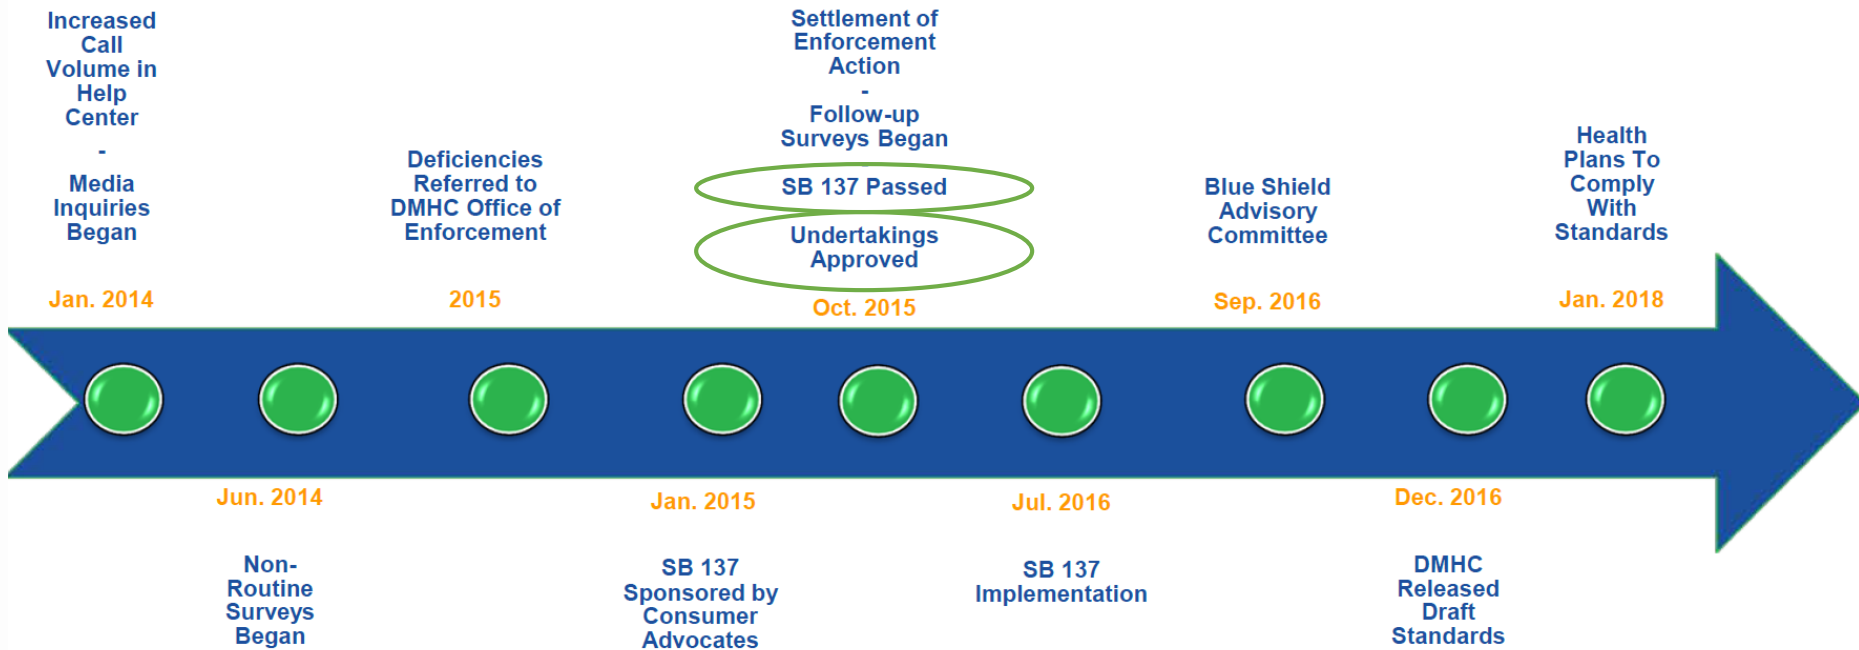 Increased
Call
Volume in
Help
Center
-
Media
Inquiries
Began
Jan. 2014
Jun. 2014
Non-
Routine
Surveys
Began
Deficiencies
Referred to
DMHC Office of
Enforcement
2015
Jan. 2015
SB 137
Sponsored by
Consumer
Advocates
Settlement of
Enforcement
Action
-
Follow-up
Surveys Began
-
SB 137 Passed
Undertakings
Approved
Oct. 2015
Jul. 2016
SB 137
Implementation
Blue Shield
Advisory
Committee
Sep. 2016
Dec. 2016
DMHC
Released
Draft
Standards
Health
Plans To
Comply
With
Standards
Jan. 2018